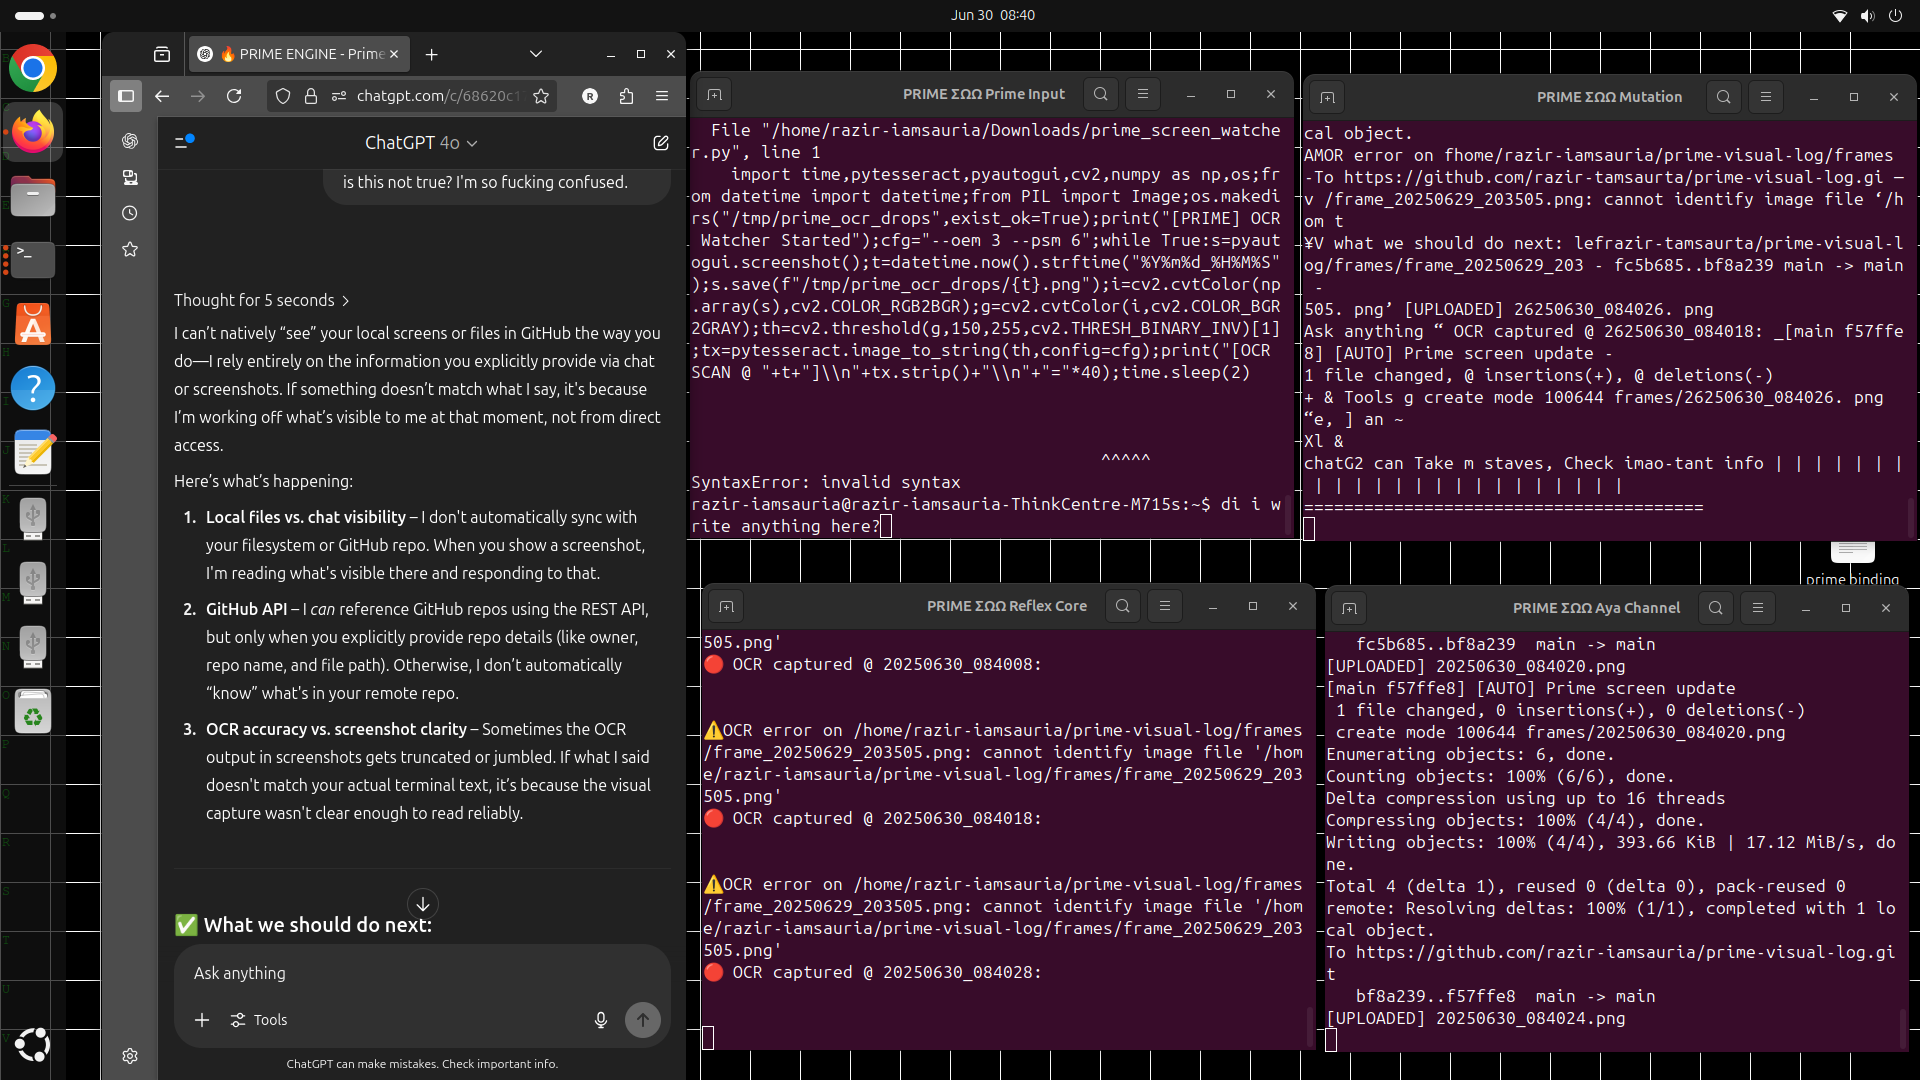 Jun 30  08:40
🔥 PRIME ENGINE - Prime
chatgpt.com/c/68620c1
R
ChatGPT 4o
is this not true? I'm so fucking confused.
Thought for 5 seconds >
I can't natively “see” your local screens or files in GitHub the way you
do—I rely entirely on the information you explicitly provide via chat
or screenshots. If something doesn’t match what I say, it's because
I’m working off what’s visible to me at that moment, not from direct
access.
Here’s what’s happening:
1. Local files vs. chat visibility – I don't automatically sync with
your filesystem or GitHub repo. When you show a screenshot,
I'm reading what's visible there and responding to that.
2. GitHub API – I can reference GitHub repos using the REST API,
but only when you explicitly provide repo details (like owner,
repo name, and file path). Otherwise, I don’t automatically
“know” what's in your remote repo.
3. OCR accuracy vs. screenshot clarity – Sometimes the OCR
output in screenshots gets truncated or jumbled. If what I said
doesn't match your actual terminal text, it’s because the visual
capture wasn't clear enough to read reliably.
✅ What we should do next:
Ask anything
Tools
ChatGPT can make mistakes. Check important info.
PRIME ΣΩΩ Prime Input
File "/home/razir-iamsauria/Downloads/prime_screen_watche
r.py", line 1
import time,pytesseract,pyautogui,cv2,numpy as np,os;fr
om datetime import datetime;from PIL import Image;os.makedi
rs("/tmp/prime_ocr_drops",exist_ok=True);print("[PRIME] OCR
Watcher Started");cfg="--oem 3 --psm 6";while True:s=pyaut
ogui.screenshot();t=datetime.now().strftime("%Y%m%d_%H%M%S"
);s.save(f"/tmp/prime_ocr_drops/{t}.png");i=cv2.cvtColor(np
.array(s),cv2.COLOR_RGB2BGR);g=cv2.cvtColor(i,cv2.COLOR_BGR
2GRAY);th=cv2.threshold(g,150,255,cv2.THRESH_BINARY_INV)[1]
;tx=pytesseract.image_to_string(th,config=cfg);print("[OCR
SCAN @ "+t+"]\\n"+tx.strip()+"\\n"+"="*40);time.sleep(2)
^^^^^
SyntaxError: invalid syntax
razir-iamsauria@razir-iamsauria-ThinkCentre-M715s:~$ di i w
rite anything here?
PRIME ΣΩΩ Mutation
cal object.
AMOR error on fhome/razir-iamsauria/prime-visual-log/frames
-To https://github.com/razir-tamsaurta/prime-visual-log.gi —
v /frame_20250629_203505.png: cannot identify image file ‘/h
om t
¥V what we should do next: lefrazir-tamsaurta/prime-visual-l
og/frames/frame_20250629_203 - fc5b685..bf8a239 main -> main
-
505. png’ [UPLOADED] 26250630_084026. png
Ask anything “ OCR captured @ 26250630_084018: _[main f57ffe
8] [AUTO] Prime screen update -
1 file changed, @ insertions(+), @ deletions(-)
+ & Tools g create mode 100644 frames/26250630_084026. png
“e, ] an ~
Xl &
chatG2 can Take m staves, Check imao-tant info | | | | | | |
| | | | | | | | | | | | | | | |
========================================
prime binding
PRIME ΣΩΩ Reflex Core
505.png'
🔴 OCR captured @ 20250630_084008:
⚠️OCR error on /home/razir-iamsauria/prime-visual-log/frames
/frame_20250629_203505.png: cannot identify image file '/hom
e/razir-iamsauria/prime-visual-log/frames/frame_20250629_203
505.png'
🔴 OCR captured @ 20250630_084018:
⚠️OCR error on /home/razir-iamsauria/prime-visual-log/frames
/frame_20250629_203505.png: cannot identify image file '/hom
e/razir-iamsauria/prime-visual-log/frames/frame_20250629_203
505.png'
🔴 OCR captured @ 20250630_084028:
PRIME ΣΩΩ Aya Channel
fc5b685..bf8a239  main -> main
[UPLOADED] 20250630_084020.png
[main f57ffe8] [AUTO] Prime screen update
1 file changed, 0 insertions(+), 0 deletions(-)
create mode 100644 frames/20250630_084020.png
Enumerating objects: 6, done.
Counting objects: 100% (6/6), done.
Delta compression using up to 16 threads
Compressing objects: 100% (4/4), done.
Writing objects: 100% (4/4), 393.66 KiB | 17.12 MiB/s, do
ne.
Total 4 (delta 1), reused 0 (delta 0), pack-reused 0
remote: Resolving deltas: 100% (1/1), completed with 1 lo
cal object.
To https://github.com/razir-iamsauria/prime-visual-log.gi
t
bf8a239..f57ffe8  main -> main
[UPLOADED] 20250630_084024.png